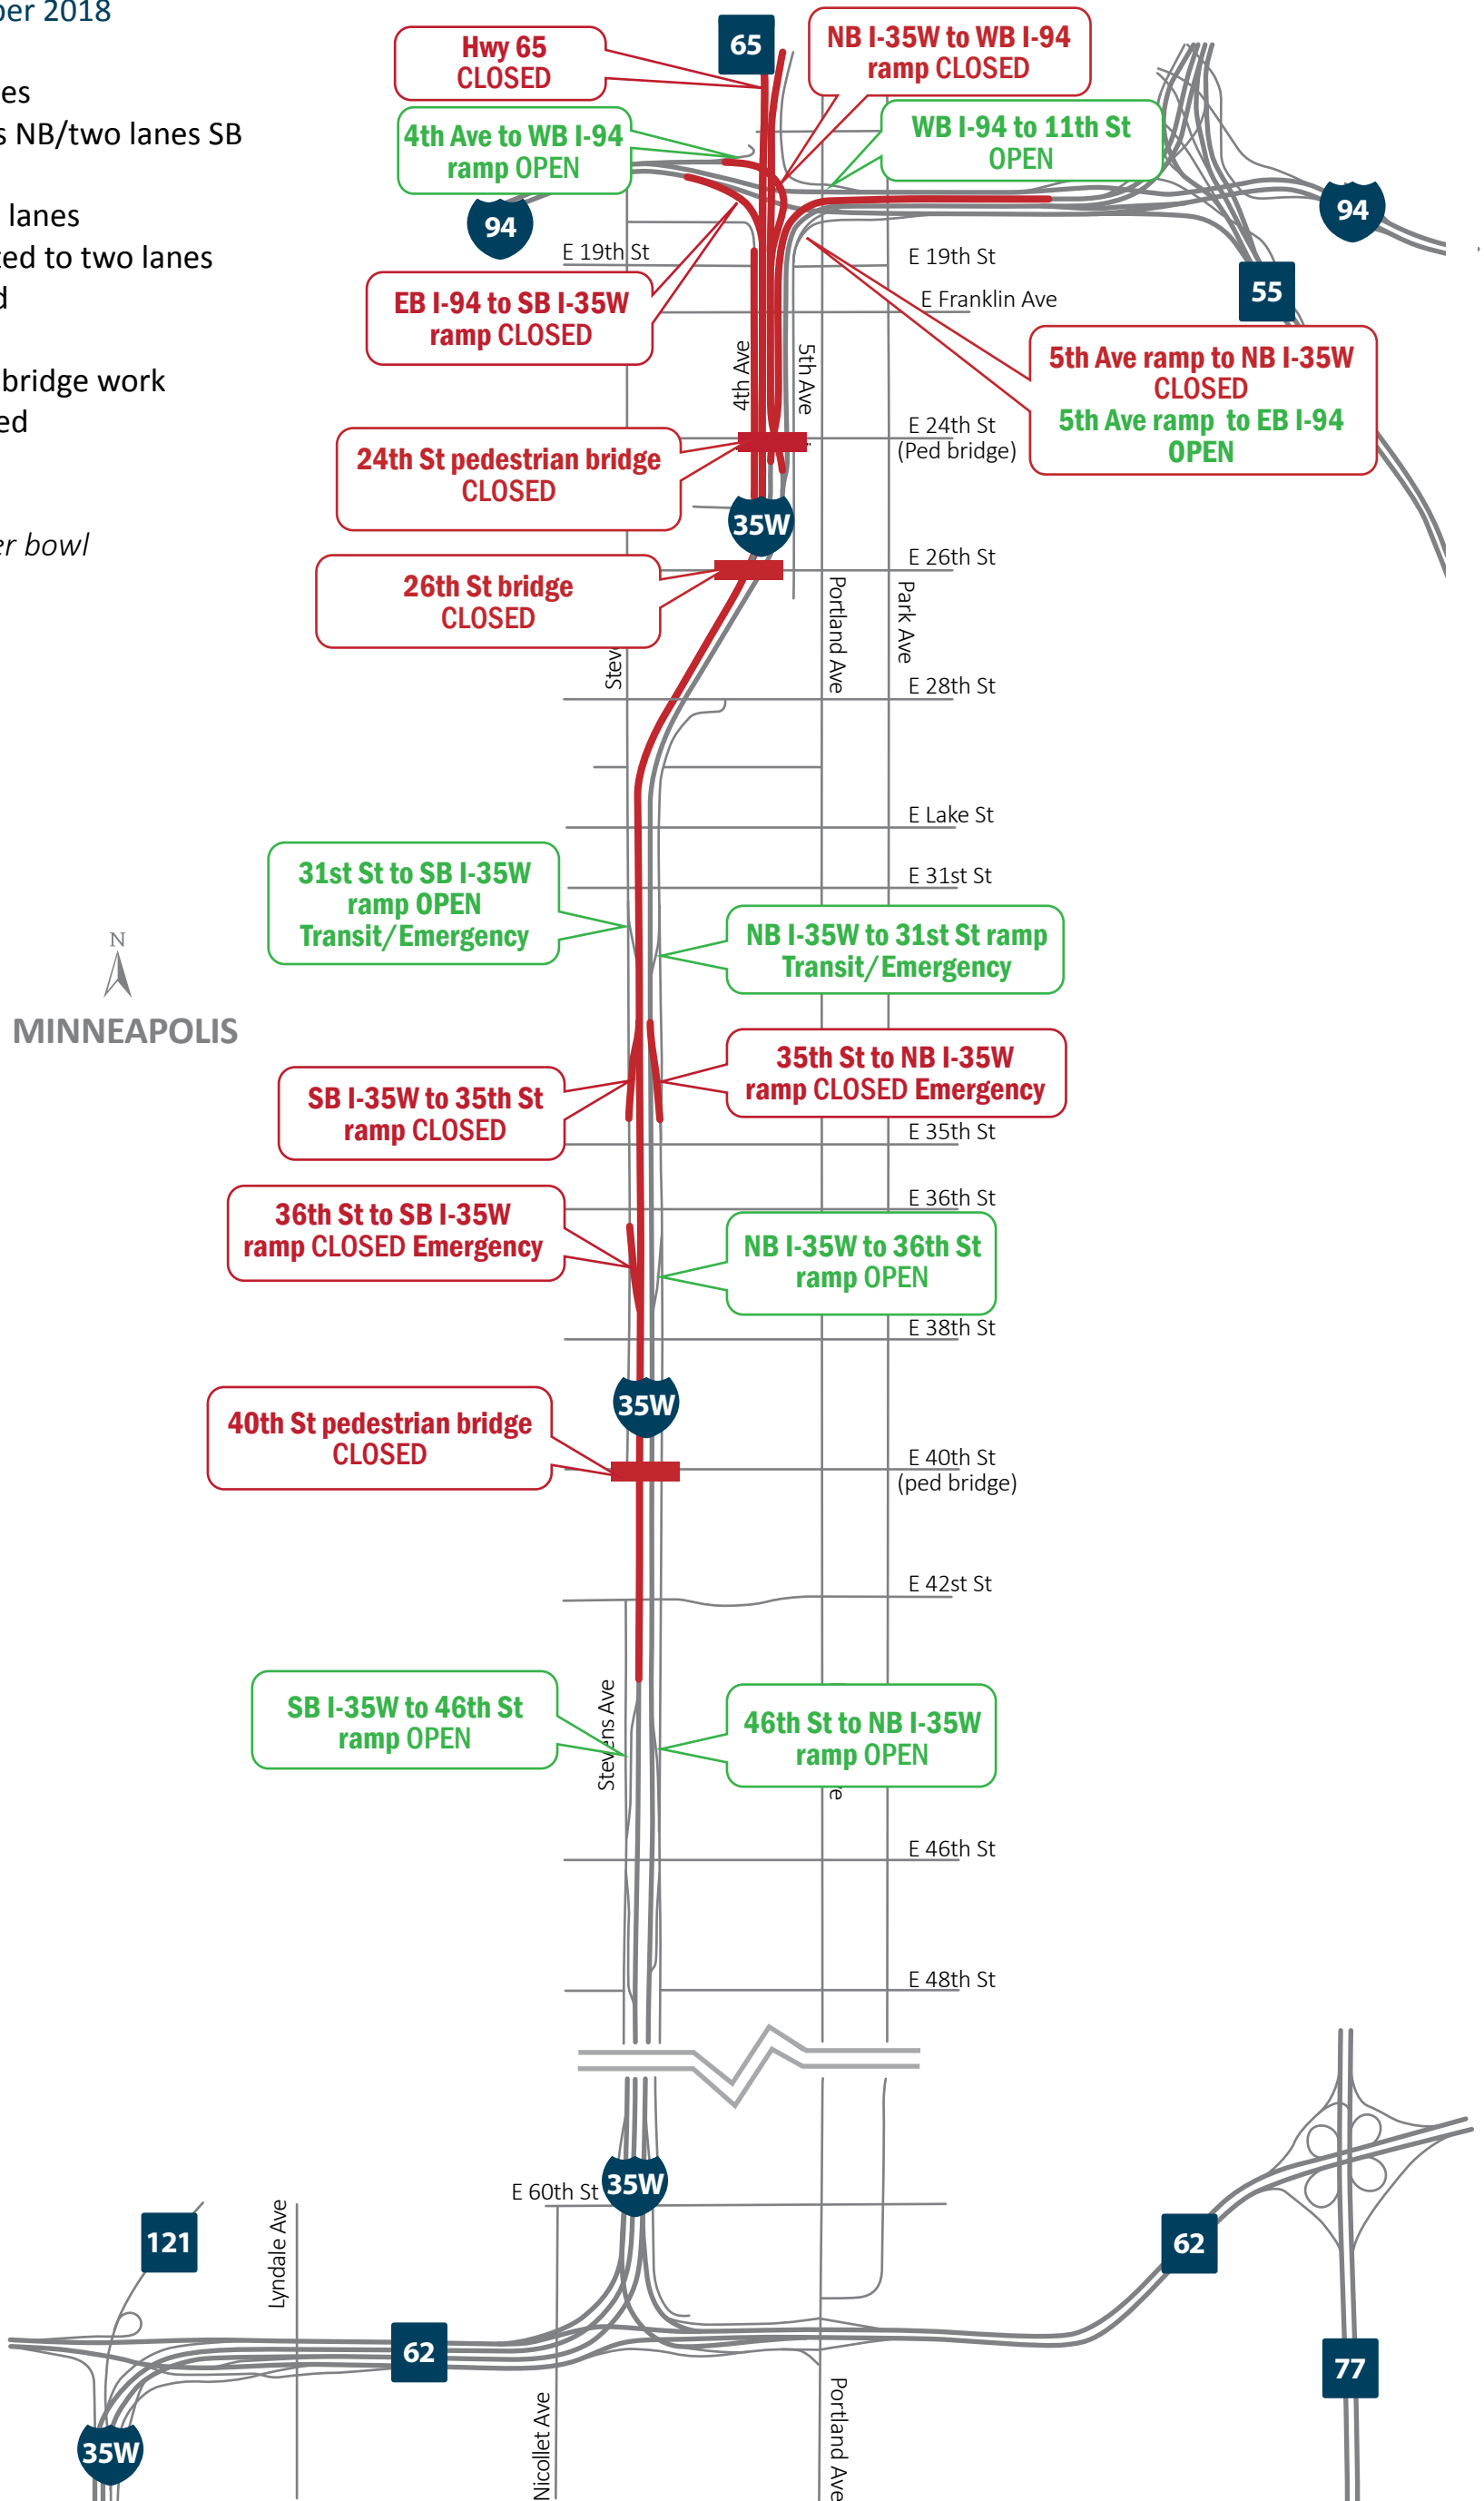 ber 2018
es
s NB/two lanes SB
lanes
ted to two lanes
d
bridge work
ed
er bowl
65
Hwy 65
CLOSED
NB I-35W to WB I-94
ramp CLOSED
4th Ave to WB I-94
ramp OPEN
WB I-94 to 11th St
OPEN
94
94
E 19th St
E 19th St
55
E Franklin Ave
EB I-94 to SB I-35W
ramp CLOSED
4th Ave
5th Ave
5th Ave ramp to NB I-35W
CLOSED
5th Ave ramp to EB I-94
OPEN
E 24th St
(Ped bridge)
24th St pedestrian bridge
CLOSED
35W
E 26th St
26th St bridge
CLOSED
Portland Ave
Park Ave
Stev
E 28th St
E Lake St
E 31st St
31st St to SB I-35W
ramp OPEN
Transit/Emergency
NB I-35W to 31st St ramp
Transit/Emergency
N
MINNEAPOLIS
35th St to NB I-35W
ramp CLOSED Emergency
SB I-35W to 35th St
ramp CLOSED
E 35th St
E 36th St
36th St to SB I-35W
ramp CLOSED Emergency
NB I-35W to 36th St
ramp OPEN
E 38th St
35W
40th St pedestrian bridge
CLOSED
E 40th St
(ped bridge)
E 42st St
Stevens Ave
SB I-35W to 46th St
ramp OPEN
46th St to NB I-35W
ramp OPEN
e
E 46th St
E 48th St
35W
E 60th St
121
Lyndale Ave
62
62
77
35W
Nicollet Ave
Portland Ave